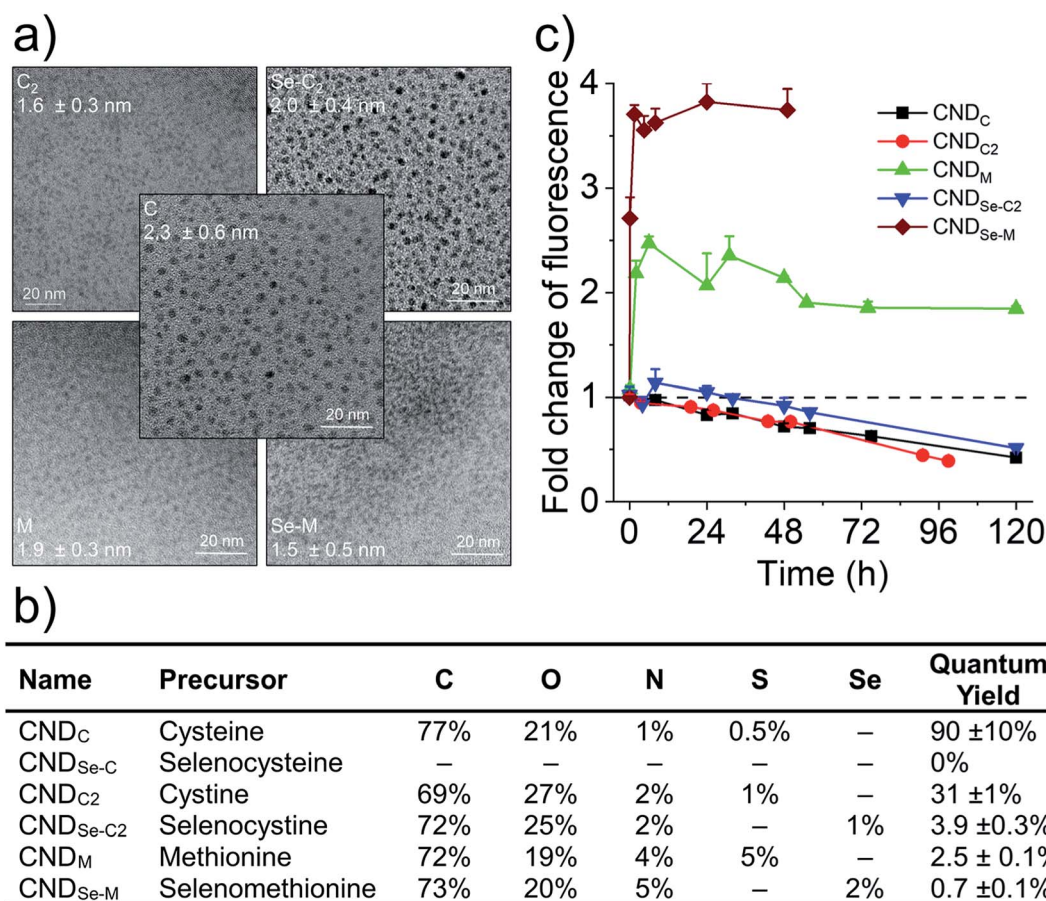 a)
C2
1.6 ± 0.3 nm
20 nm
Se-C2
2.0 ± 0.4 nm
20 nm
C
2,3 ± 0.6 nm
20 nm
M
1.9 ± 0.3 nm
20 nm
Se-M
1.5 ± 0.5 nm
20 nm
c)
Fold change of fluorescence
4
3
2
1
0
CNDC
CNDC2
CNDM
CNDSe-C2
CNDSe-M
0 24 48 72 96 120
Time (h)
b)
Name Precursor C O N S Se Quantum Yield
CNDC Cysteine 77% 21% 1% 0.5% – 90 ±10%
CNDSe-C Selenocysteine – – – – – 0%
CNDC2 Cystine 69% 27% 2% 1% – 31 ±1%
CNDSe-C2 Selenocystine 72% 25% 2% – 1% 3.9 ±0.3%
CNDM Methionine 72% 19% 4% 5% – 2.5 ± 0.1%
CNDSe-M Selenomethionine 73% 20% 5% – 2% 0.7 ±0.1%